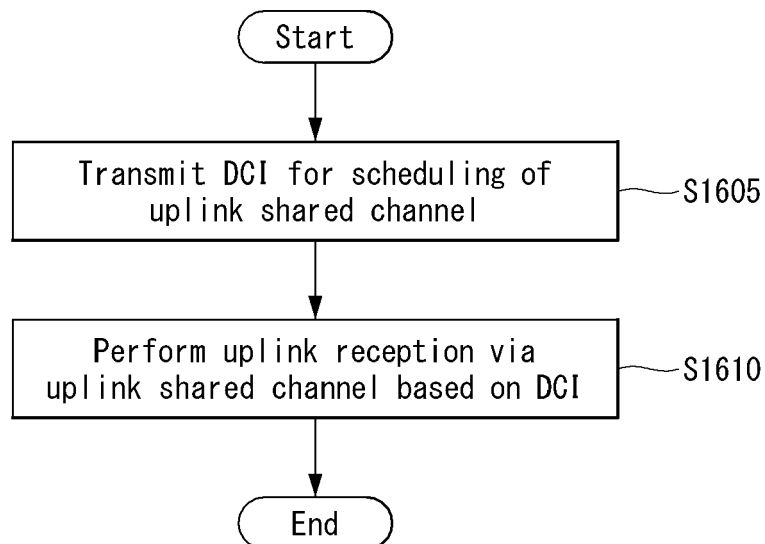 Start
Transmit DCI for scheduling of
uplink shared channel
S1605
Perform uplink reception via
uplink shared channel based on DCI
S1610
End